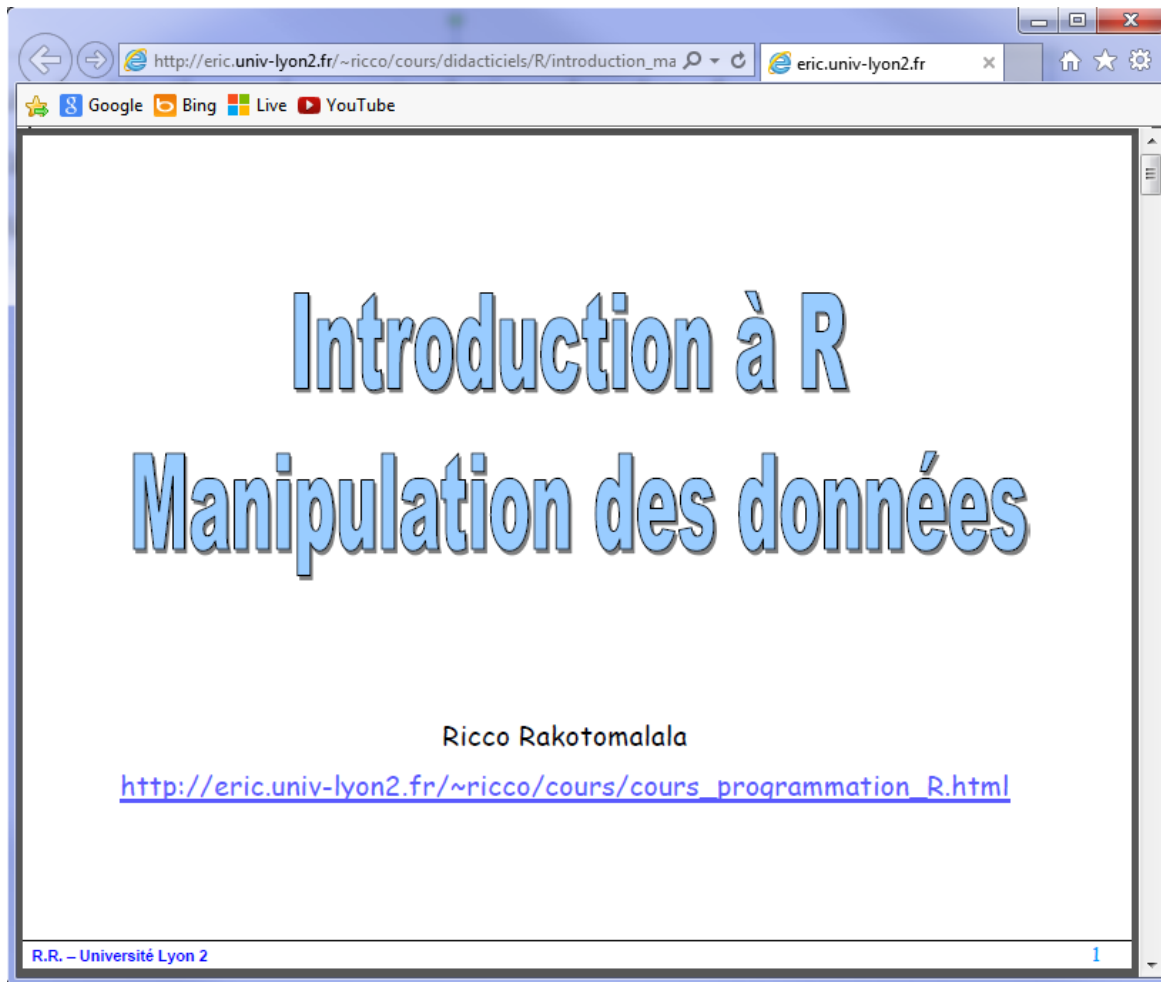 http://eric.univ-lyon2.fr/~ricco/cours/didacticiels/R/introduction_ma
eric.univ-lyon2.fr
Google Bing Live YouTube
Introduction à R
Manipulation des données
Ricco Rakotomalala
http://eric.univ-lyon2.fr/~ricco/cours/cours_programmation_R.html
R.R. – Université Lyon 2
1